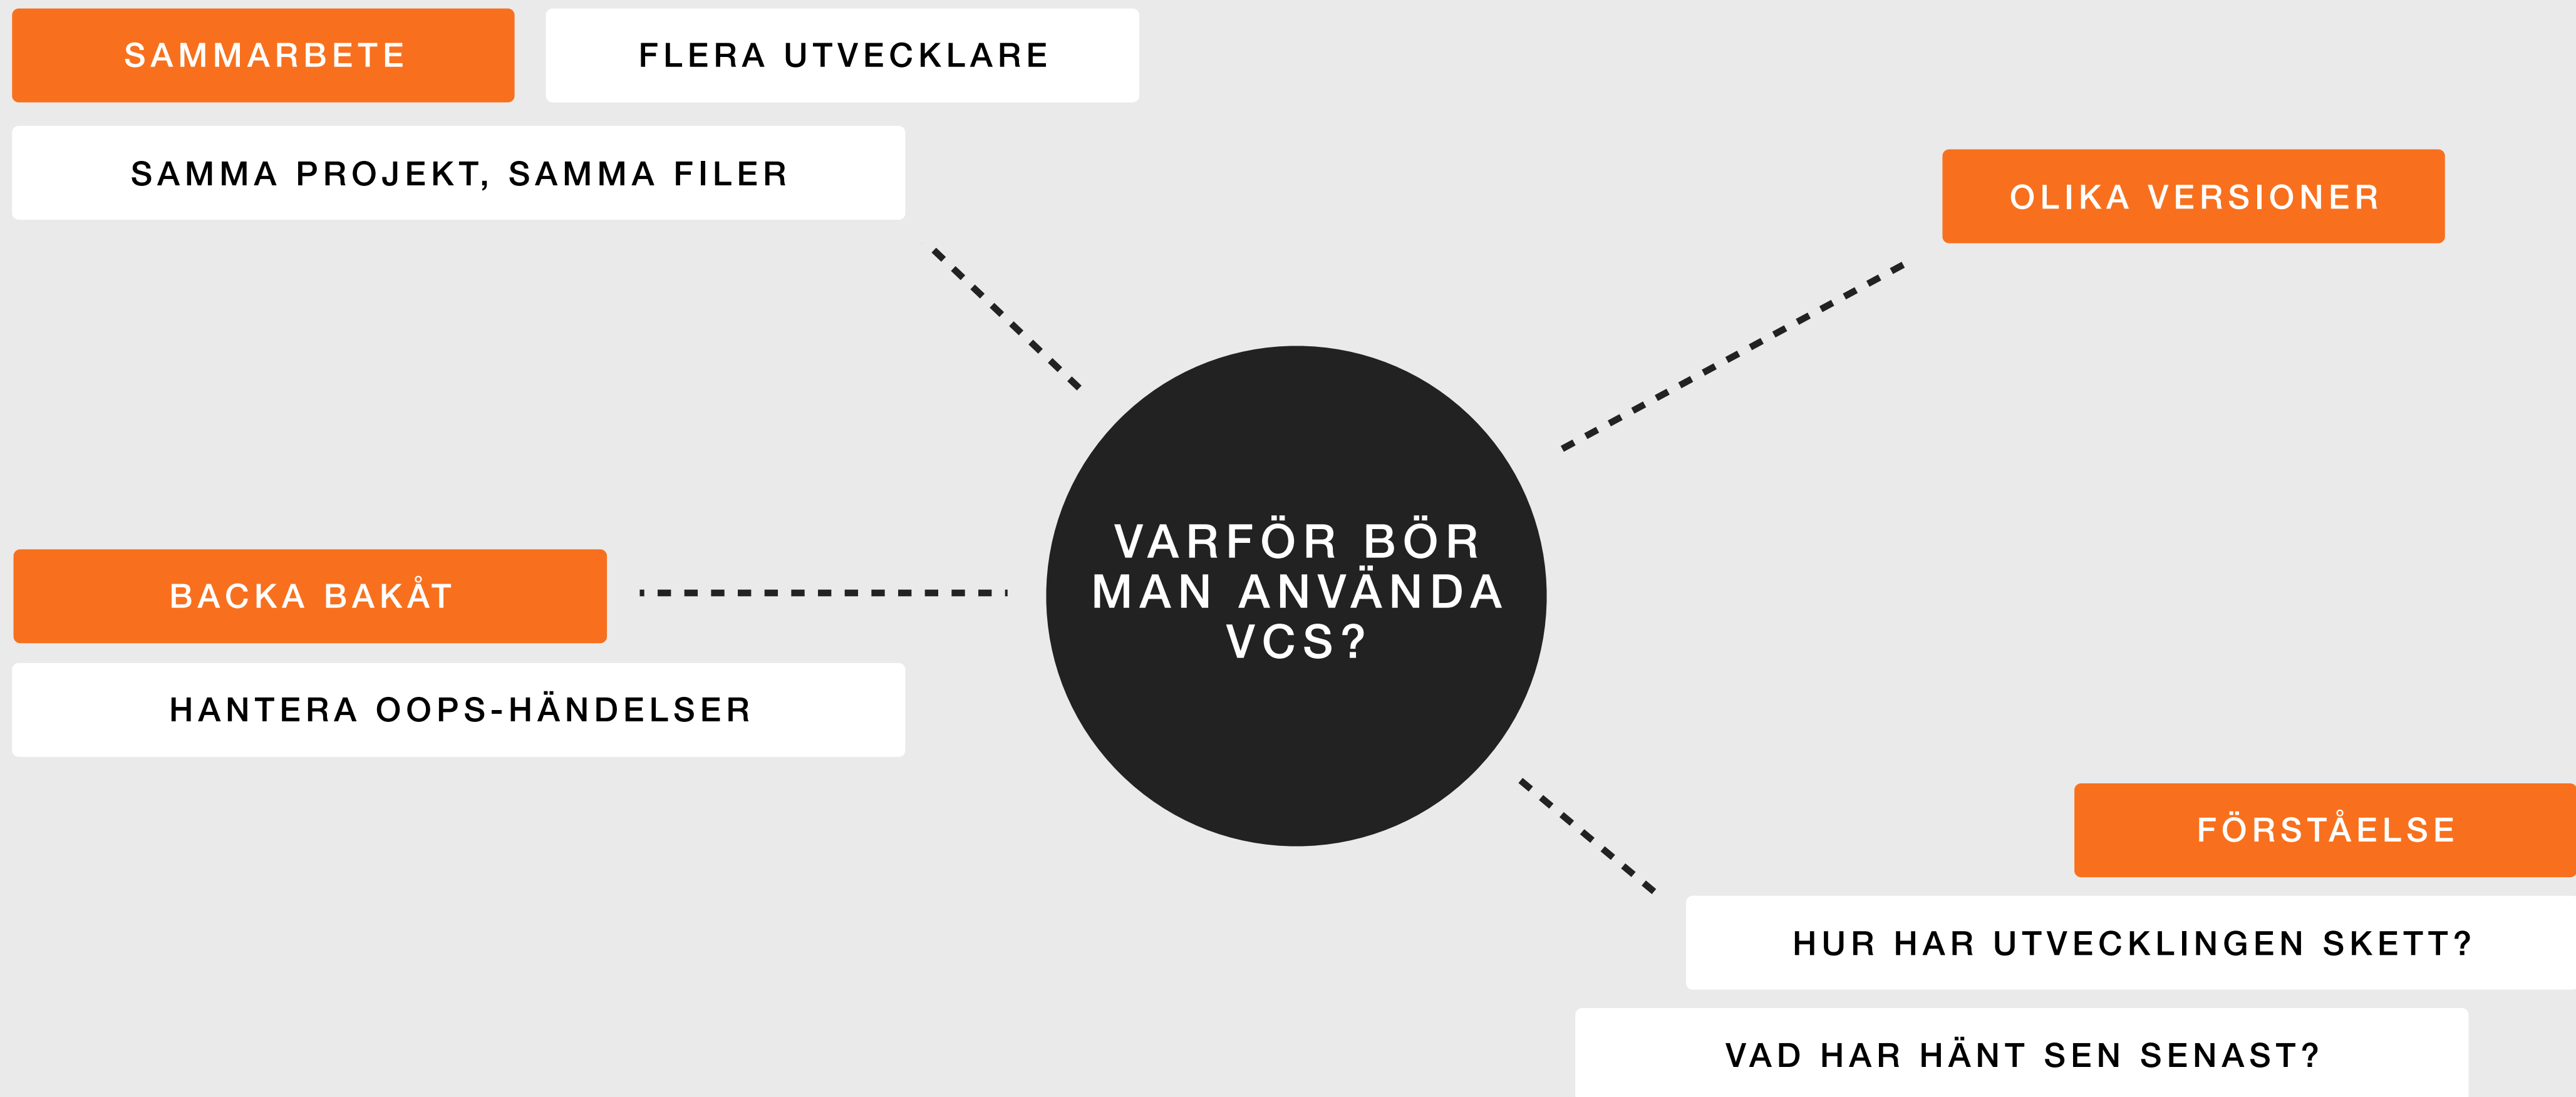 SAMMARBETE
FLERA UTVECKLARE
SAMMA PROJEKT, SAMMA FILER
OLIKA VERSIONER
VARFÖR BÖR
MAN ANVÄNDA
VCS?
BACKA BAKÅT
HANTERA OOPS-HÄNDELSER
FÖRSTÅELSE
HUR HAR UTVECKLINGEN SKETT?
VAD HAR HÄNT SEN SENAST?